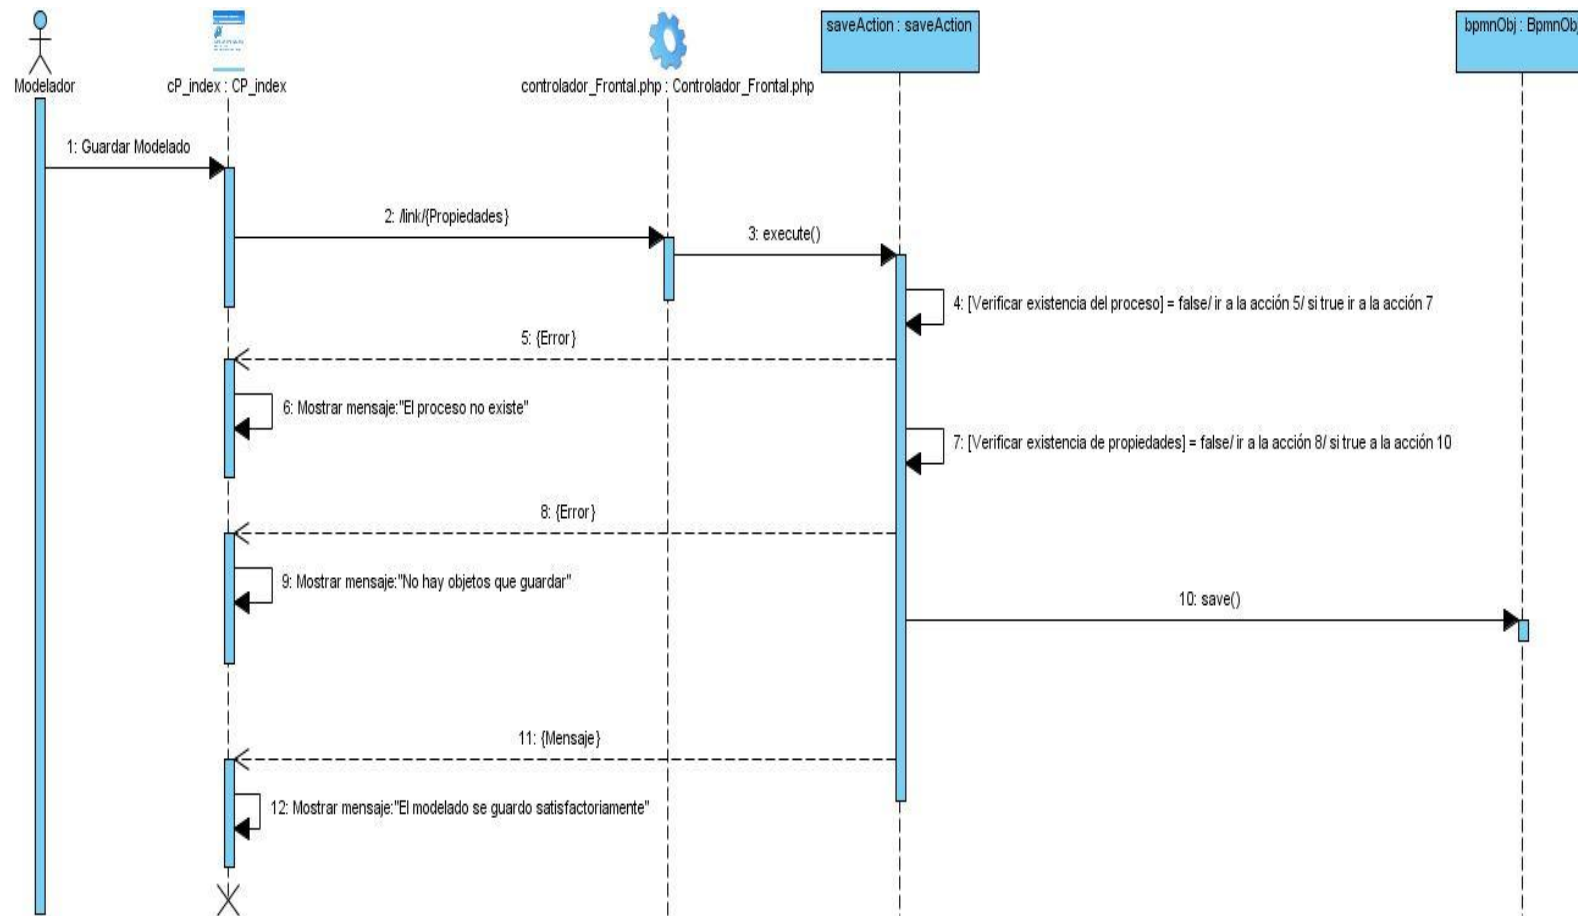 saveAction : saveAction
bpmnObj : BpmnObj
Modelador
cP_index : CP_index
controlador_Frontal.php : Controlador_Frontal.php
1: Guardar Modelado
2: /link/{Propiedades}
3: execute()
4: [Verificar existencia del proceso] = false/ ir a la acción 5/ si true ir a la acción 7
5: {Error}
6: Mostrar mensaje:"El proceso no existe"
7: [Verificar existencia de propiedades] = false/ ir a la acción 8/ si true a la acción 10
8: {Error}
9: Mostrar mensaje:"No hay objetos que guardar"
10: save()
11: {Mensaje}
12: Mostrar mensaje:"El modelado se guardo satisfactoriamente"